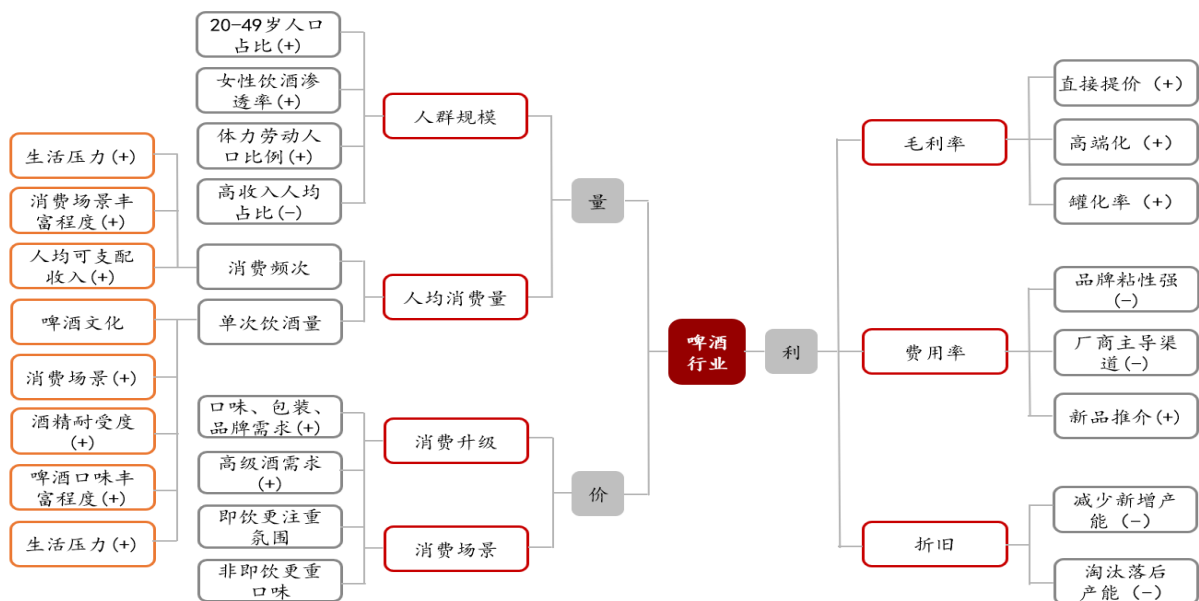 生活压力(+)
消费场景丰
富程度(+)
人均可支配
收入(+)
啤酒文化
消费场景(+)
酒精耐受度
(+)
啤酒口味丰
富程度(+)
生活压力(+)
20-49岁人口
占比(+)
女性饮酒渗
透率(+)
体力劳动人
口比例(+)
高收入人均
占比(-)
消费频次
单次饮酒量
口味、包装、
品牌需求(+)
高级酒需求
(+)
即饮更注重
氛围
非即饮更重
口味
人群规模
人均消费量
消费升级
消费场景
量
价
啤酒
行业
利
毛利率
费用率
折旧
直接提价 (+)
高端化 (+)
罐化率 (+)
品牌粘性强
(-)
厂商主导渠
道(-)
新品推介(+)
减少新增产
能 (-)
淘汰落后
产能 (-)